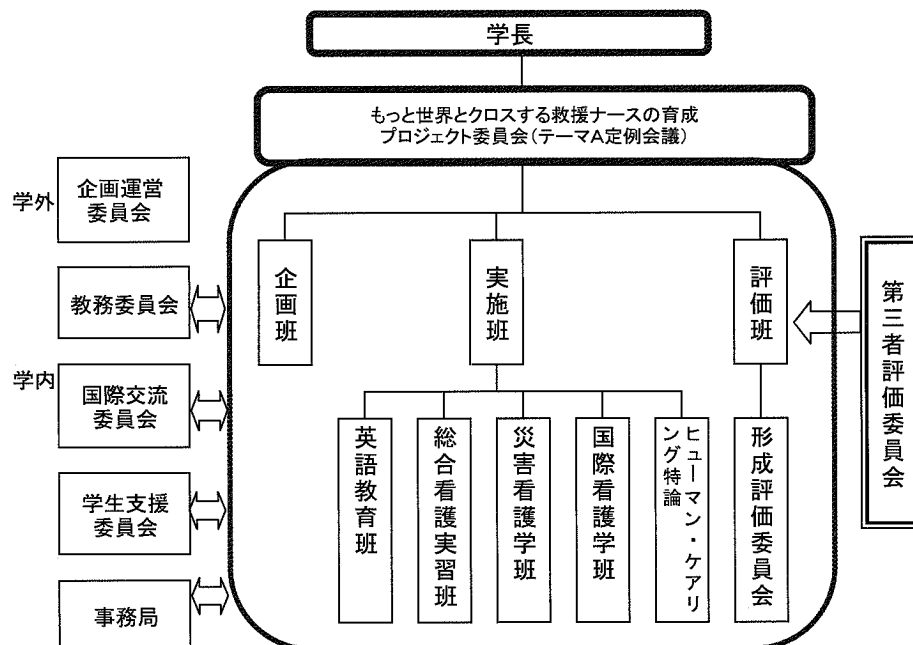 学長
もっと世界とクロスする救援ナースの育成
プロジェクト委員会(テーマA定例会議)
学外
企画運営
委員会
教務委員会
学内
国際交流
委員会
学生支援
委員会
事務局
企画班
実施班
評価班
第三者評価委員会
英語教育班
総合看護実習班
災害看護学班
国際看護学班
ヒューマン・ケアリ
ング特論
形成評価委員会